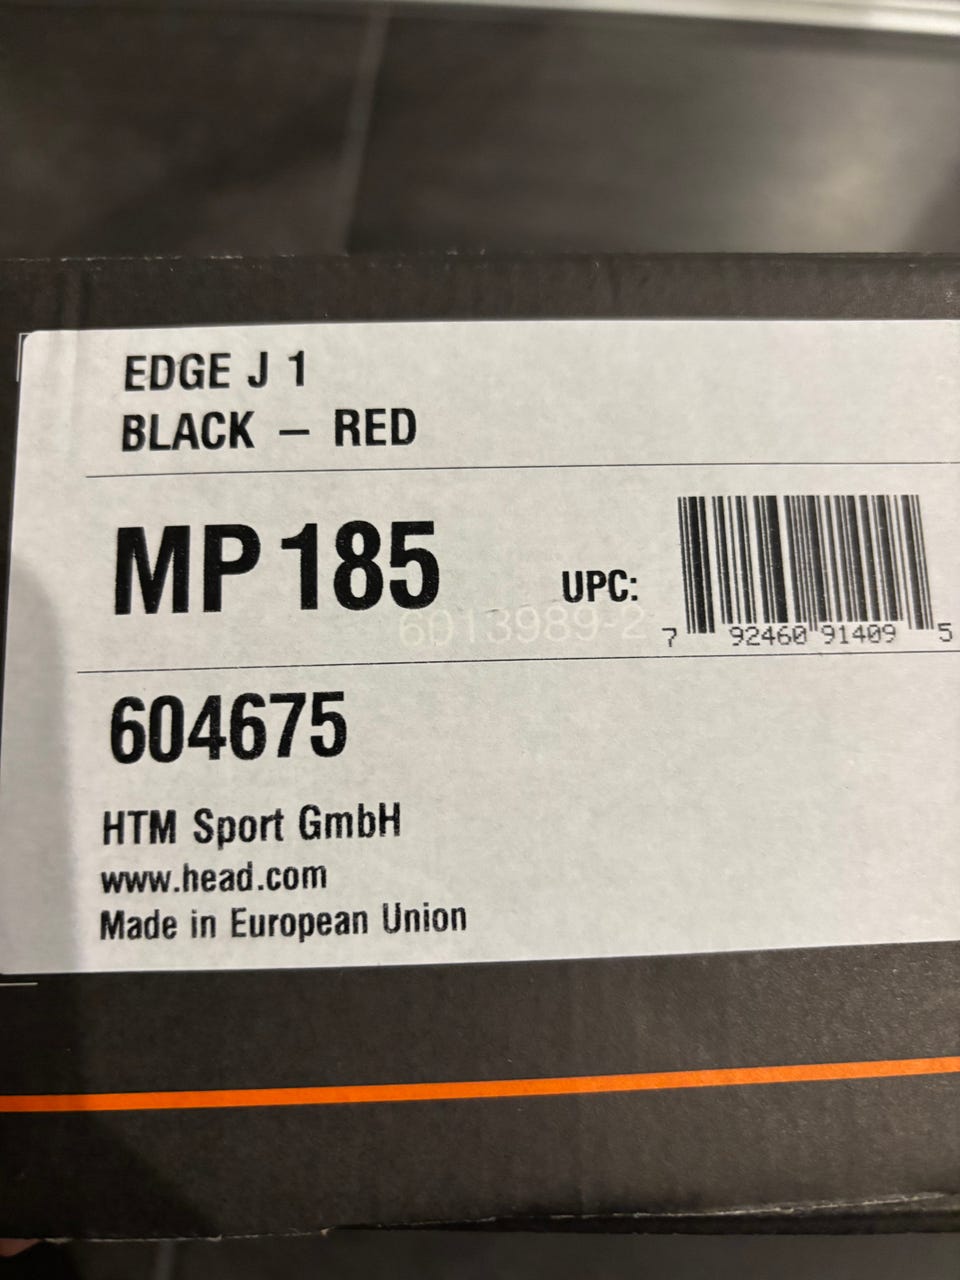 EDGE J 1
BLACK – RED
MP 185
UPC:
6013989-2
7 92460 91409 5
604675
HTM Sport GmbH
www.head.com
Made in European Union